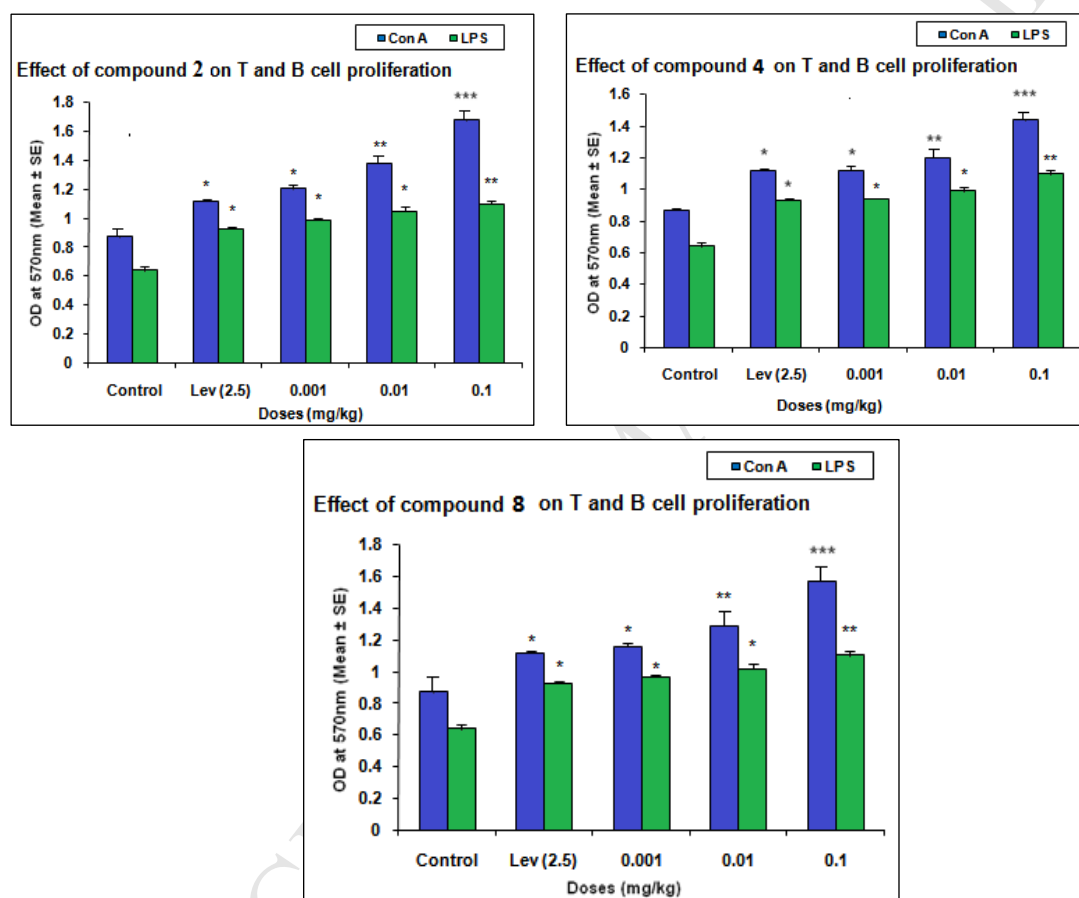 Con A LPS
Effect of compound 2 on T and B cell proliferation
OD at 570nm (Mean ± SE)
1.8
1.6
1.4
1.2
1
0.8
0.6
0.4
0.2
0
* * * * ** * *** **
Control Lev (2.5) 0.001 0.01 0.1
Doses (mg/kg)
Con A LPS
Effect of compound 4 on T and B cell proliferation
OD at 570nm (Mean ± SE)
1.6
1.4
1.2
1
0.8
0.6
0.4
0.2
0
* * * * ** * *** **
Control Lev (2.5) 0.001 0.01 0.1
Doses (mg/kg)
Con A LPS
Effect of compound 8 on T and B cell proliferation
OD at 570nm (Mean ± SE)
1.8
1.6
1.4
1.2
1
0.8
0.6
0.4
0.2
0
* * * * ** * *** **
Control Lev (2.5) 0.001 0.01 0.1
Doses (mg/kg)